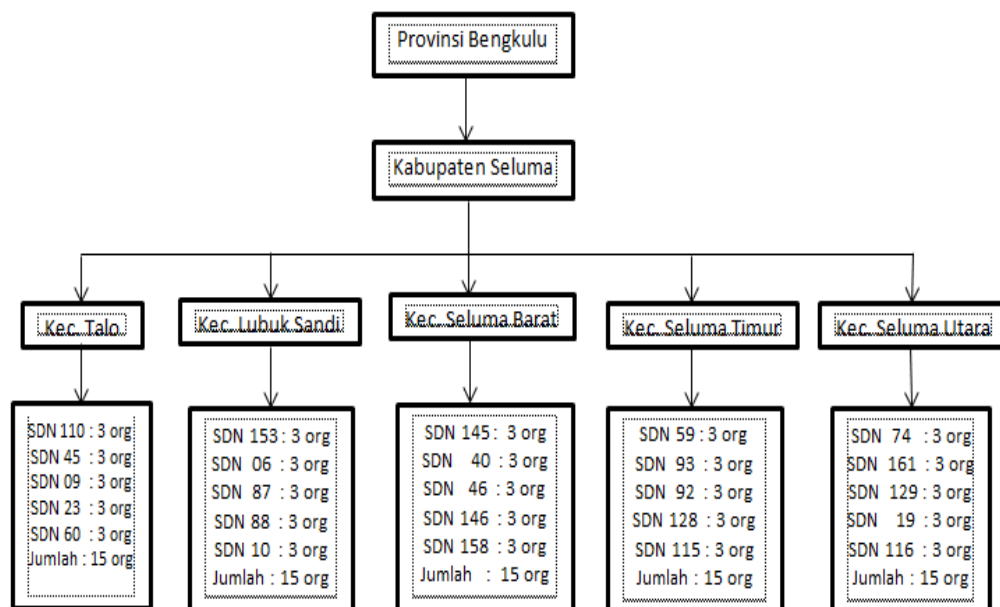 Provinsi Bengkulu
Kabupaten Seluma
Kec. Talo
Kec. Lubuk Sandi
Kec. Seluma Barat
Kec. Seluma Timur
Kec. Seluma Utara
SDN 110 : 3 org
SDN 45 : 3 org
SDN 09 : 3 org
SDN 23 : 3 org
SDN 60 : 3 org
Jumlah : 15 org
SDN 153 : 3 org
SDN 06 : 3 org
SDN 87 : 3 org
SDN 88 : 3 org
SDN 10 : 3 org
Jumlah : 15 org
SDN 145 : 3 org
SDN 40 : 3 org
SDN 46 : 3 org
SDN 146 : 3 org
SDN 158 : 3 org
Jumlah : 15 org
SDN 59 : 3 org
SDN 93 : 3 org
SDN 92 : 3 org
SDN 128 : 3 org
SDN 115 : 3 org
Jumlah : 15 org
SDN 74 : 3 org
SDN 161 : 3 org
SDN 129 : 3 org
SDN 19 : 3 org
SDN 116 : 3 org
Jumlah : 15 org